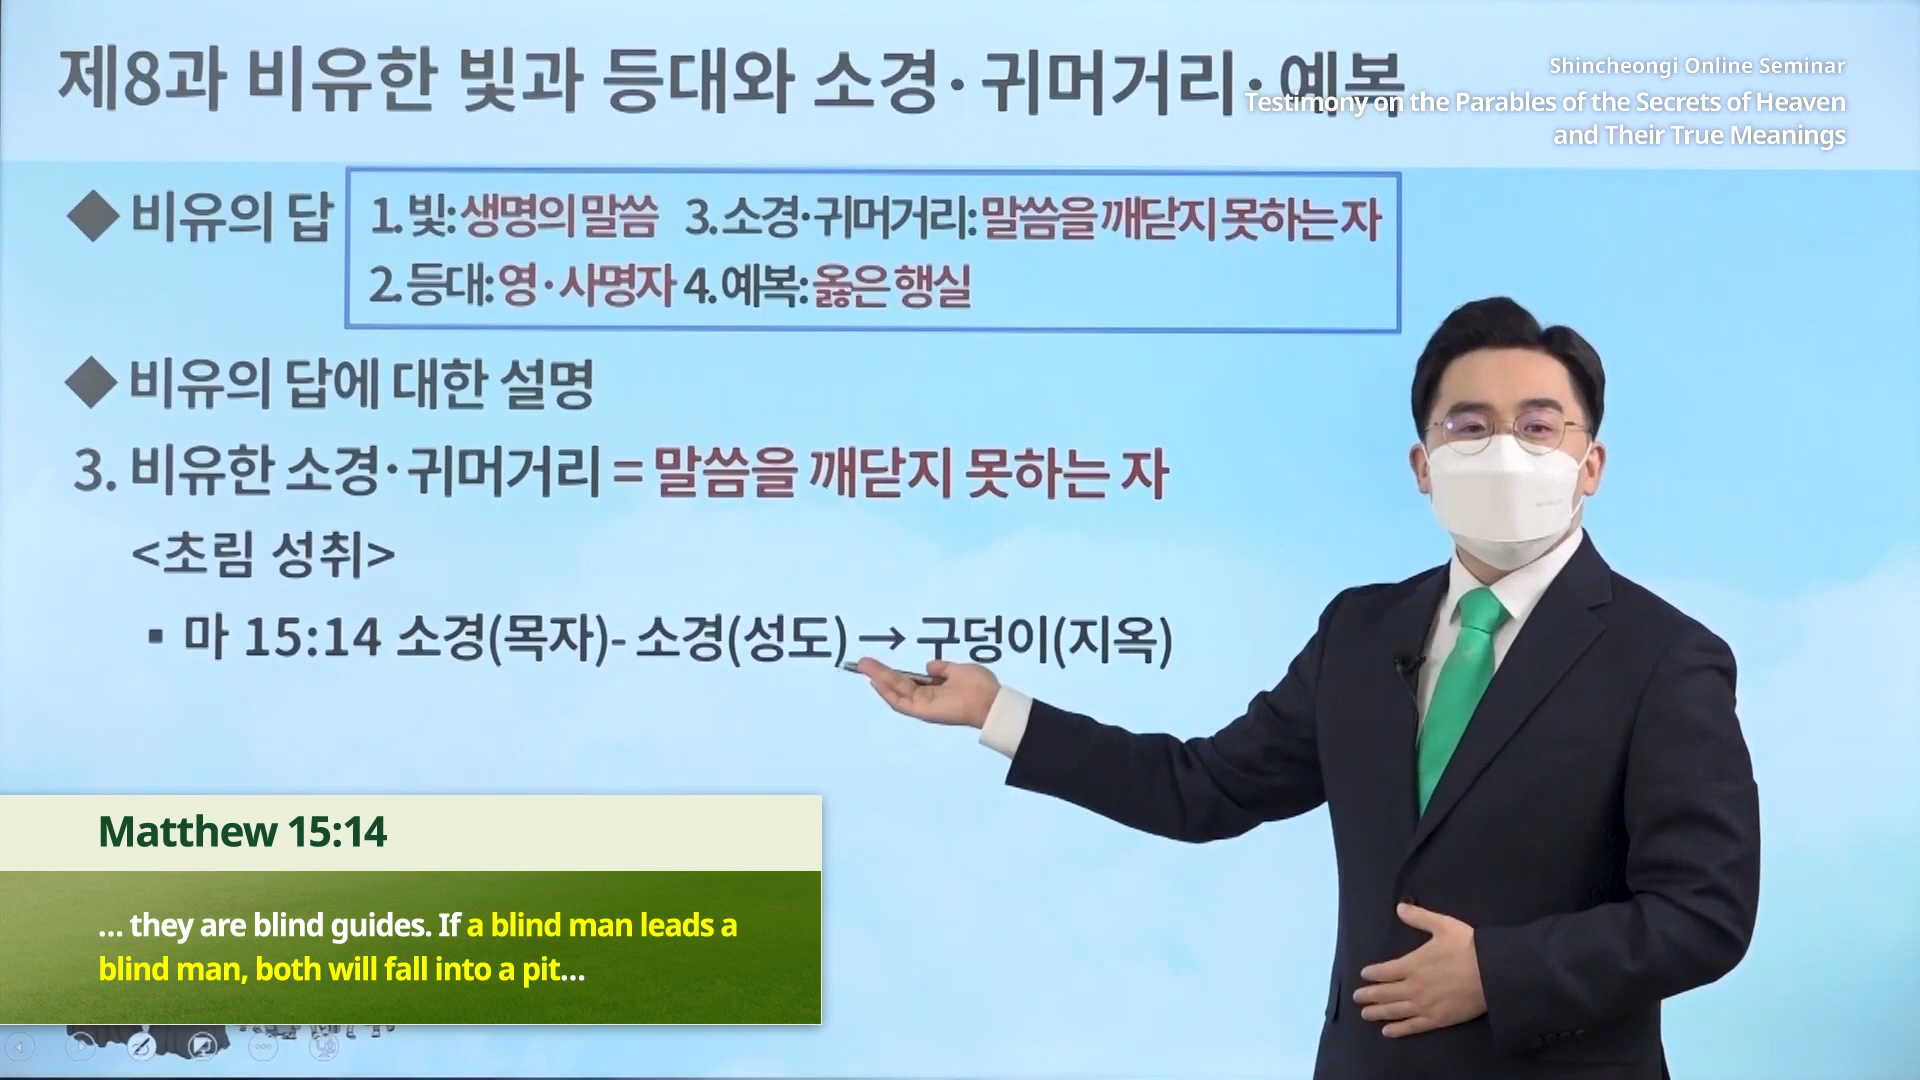 제8과 비유한 빛과 등대와 소경·귀머거리·예복
Shincheongi Online Seminar
Testimony on the Parables of the Secrets of Heaven
and Their True Meanings
◆ 비유의 답
1. 빛: 생명의 말씀 3. 소경·귀머거리: 말씀을 깨닫지 못하는 자
2. 등대: 영·사명자 4. 예복: 옳은 행실
◆ 비유의 답에 대한 설명
3. 비유한 소경·귀머거리 = 말씀을 깨닫지 못하는 자
<초림 성취>
▪ 마 15:14 소경(목자)- 소경(성도) → 구덩이(지옥)
Matthew 15:14
... they are blind guides. If a blind man leads a
blind man, both will fall into a pit...